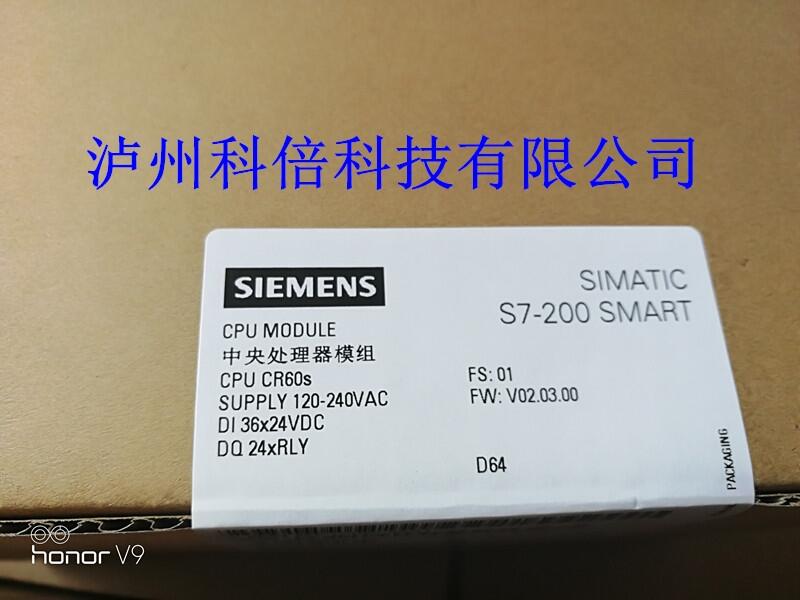 泸州科倍科技有限公司
SIEMENS
SIMATIC
S7-200 SMART
CPU MODULE
中央处理器模组
CPU CR60s
SUPPLY 120-240VAC
DI 36x24VDC
DQ 24xRLY
FS: 01
FW: V02.03.00
D64
PACKAGING
honor V9